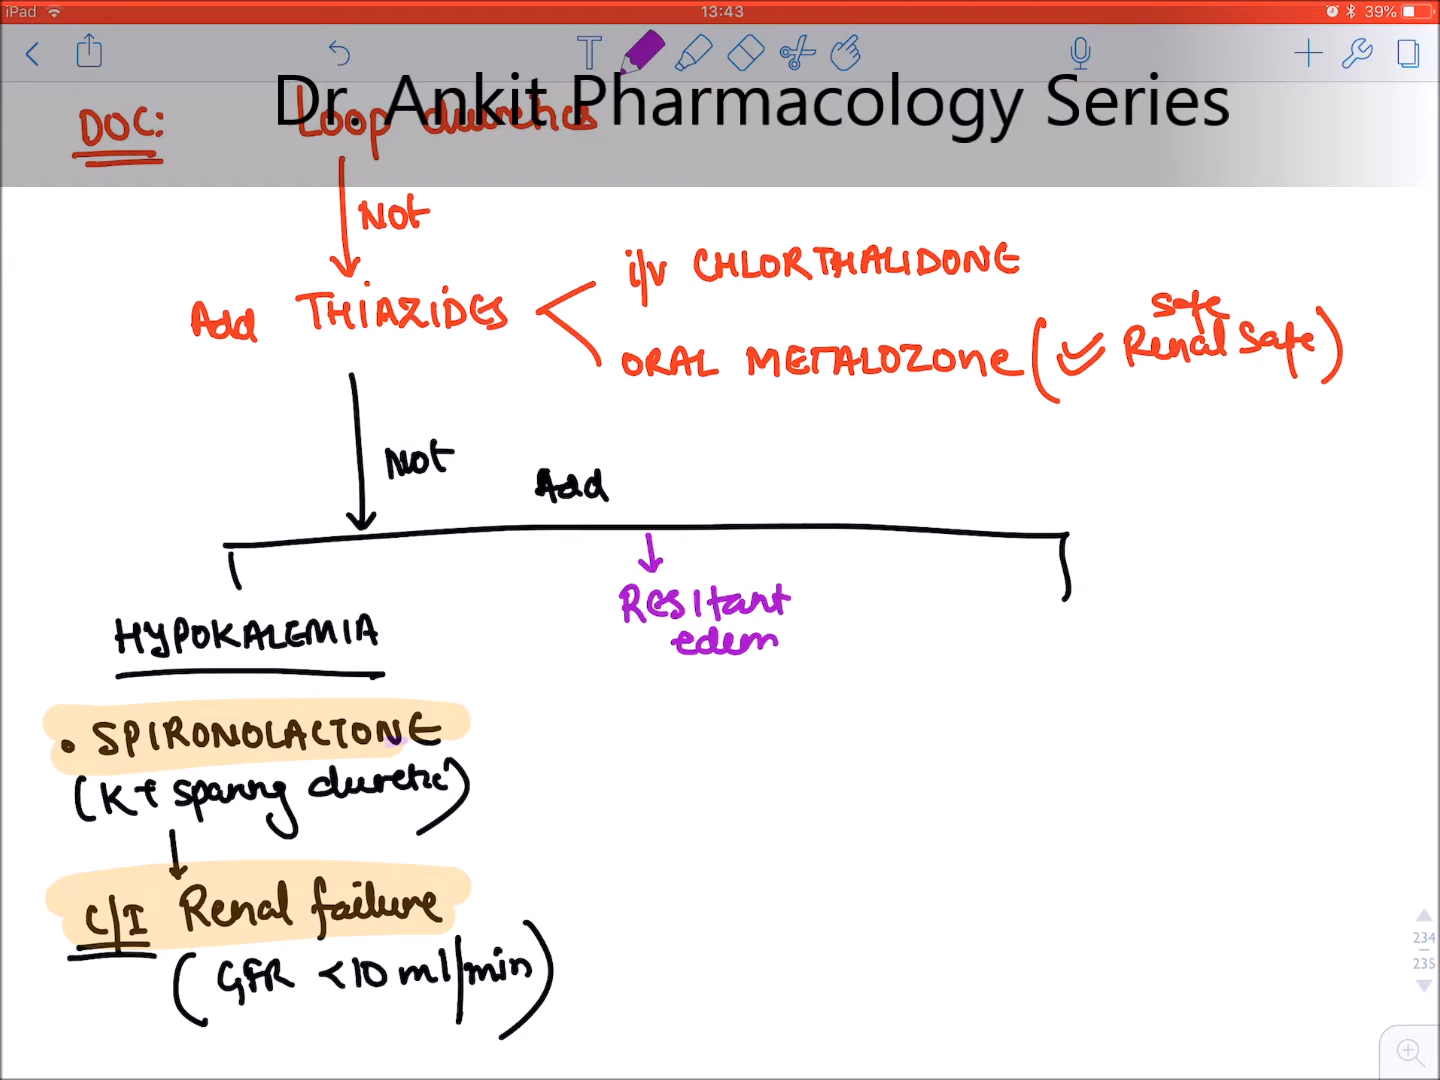 iPad 13:43 39%
Dr. Ankit Pharmacology Series
DOC: Loop diuretics
Not
Add THIAZIDES
i/v CHLORTHALIDONE
safe
ORAL METALOZONE ( Renal Safe )
Not
Add
HYPOKALEMIA
Resitant
edem
• SPIRONOLACTONE
(K+ sparing diuretic)
C/I Renal failure
(GFR <10 ml/min)
234
235